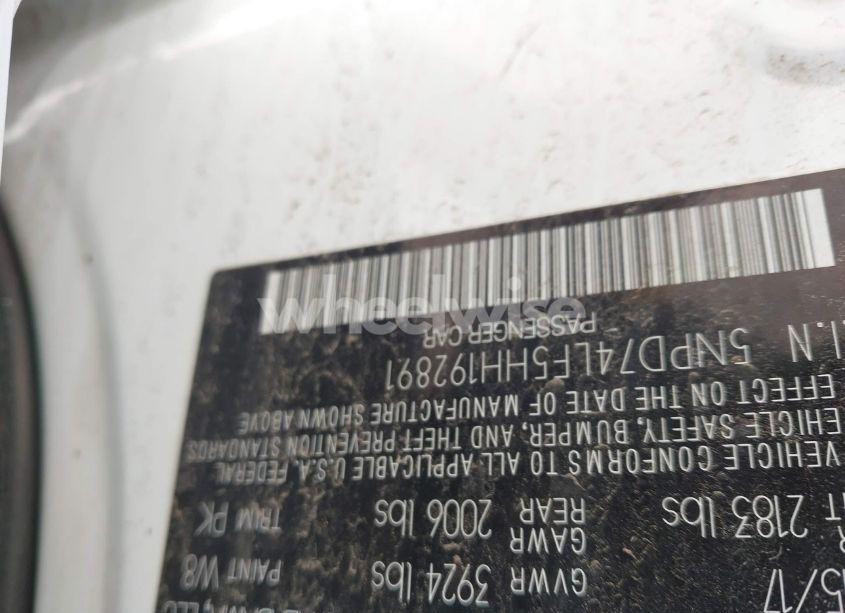 5/17
GVWR 3924 lbs
PAINT W8
T 2183 lbs
GAWR REAR 2006 lbs
TRIM PK
VEHICLE CONFORMS TO ALL APPLICABLE U.S.A. FEDERAL
EHICLE SAFETY, BUMPER, AND THEFT PREVENTION STANDARDS
EFFECT ON THE DATE OF MANUFACTURE SHOWN ABOVE
.I.N 5NPD74LF5HH192891
PASSENGER CAR
wheelwise